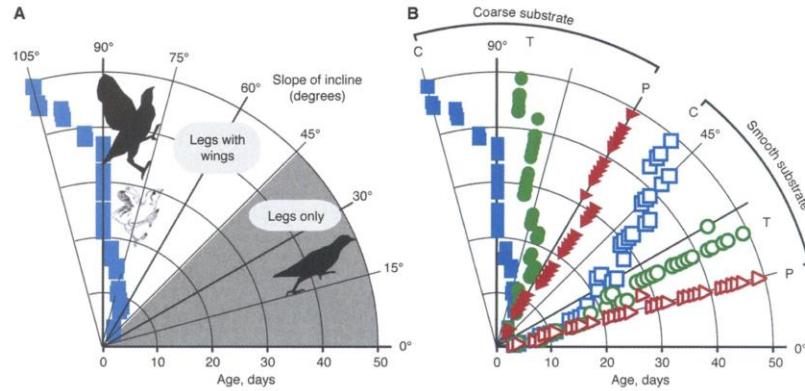 A
105°
90°
75°
60°
Slope of incline
(degrees)
45°
Legs with
wings
30°
Legs only
15°
0°
0 10 20 30 40 50
Age, days
B
Coarse substrate
C
90°
T
P
C
45°
Smooth substrate
T
P
0°
0 10 20 30 40 50
Age, days